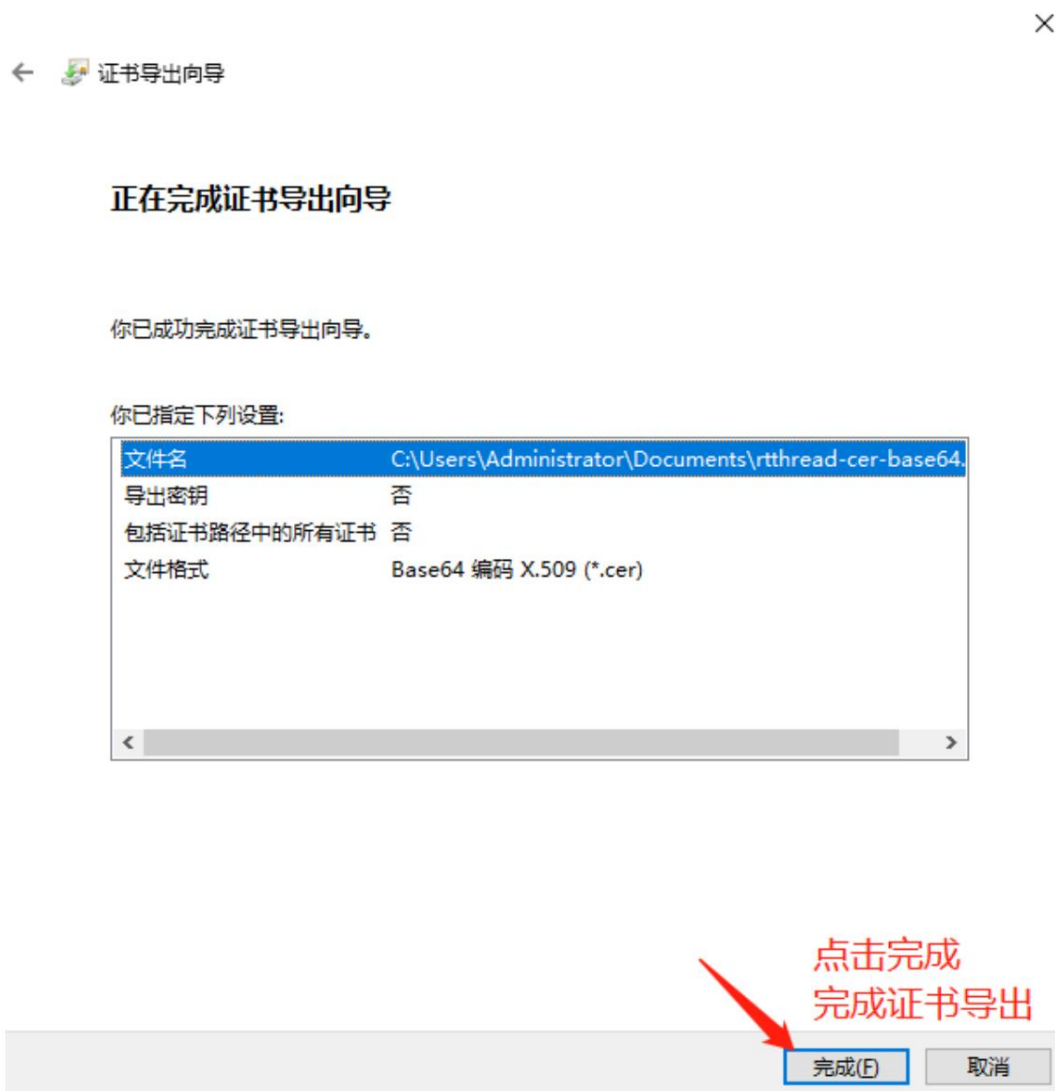 证书导出向导
正在完成证书导出向导
你已成功完成证书导出向导。
你已指定下列设置:
文件名 C:\Users\Administrator\Documents\rtthread-cer-base64.
导出密钥 否
包括证书路径中的所有证书 否
文件格式 Base64 编码 X.509 (*.cer)
点击完成
完成证书导出
完成(F) 取消